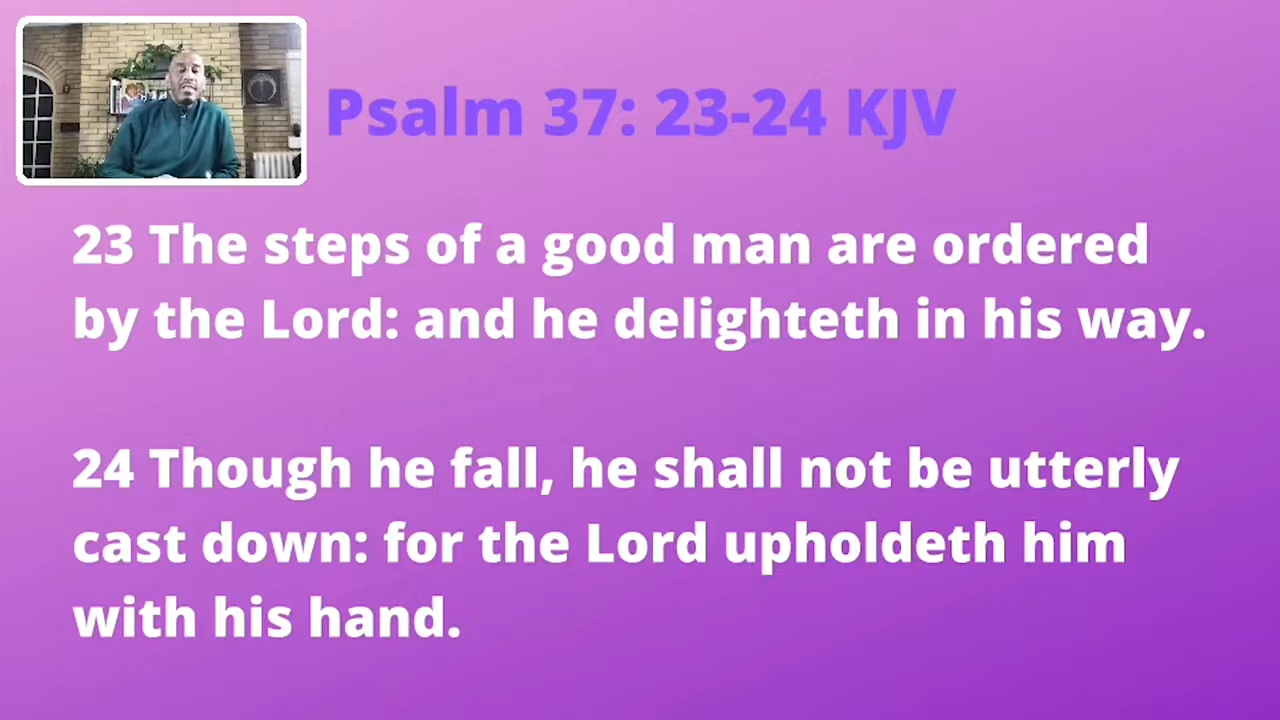 Psalm 37: 23-24 KJV
23 The steps of a good man are ordered
by the Lord: and he delighteth in his way.
24 Though he fall, he shall not be utterly
cast down: for the Lord upholdeth him
with his hand.